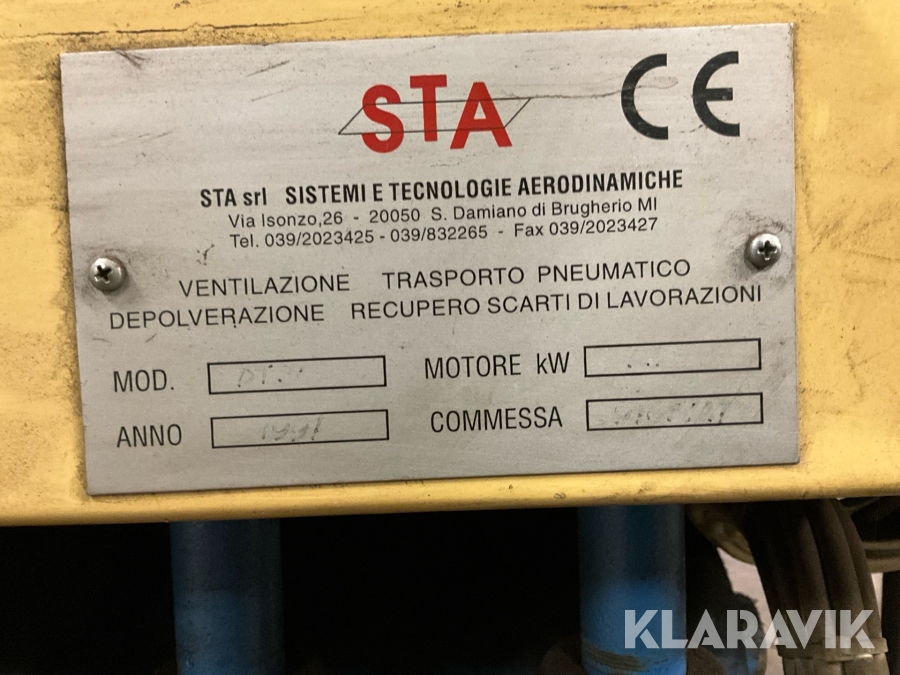 STA
CE
STA srl SISTEMI E TECNOLOGIE AERODINAMICHE
Via Isonzo,26 - 20050 S. Damiano di Brugherio MI
Tel. 039/2023425 - 039/832265 - Fax 039/2023427
VENTILAZIONE TRASPORTO PNEUMATICO
DEPOLVERAZIONE RECUPERO SCARTI DI LAVORAZIONI
MOD. MOTORE kW
ANNO COMMESSA
KLARAVIK